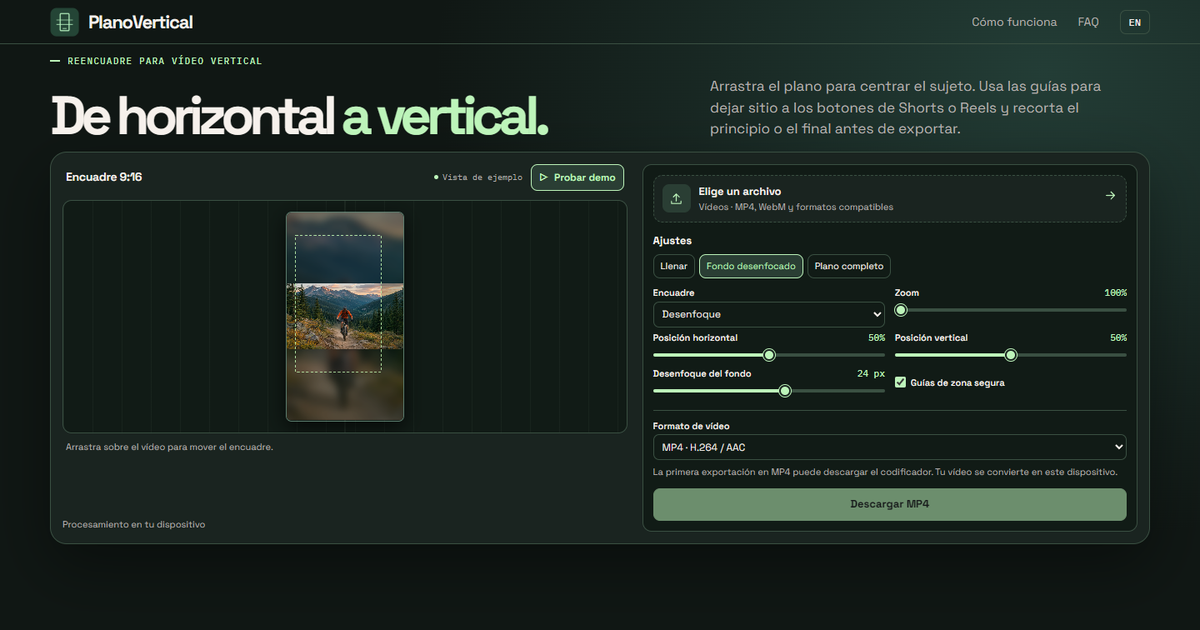 PlanoVertical
Cómo funciona
FAQ
EN
REENCUADRE PARA VÍDEO VERTICAL
De horizontal a vertical.
Arrastra el plano para centrar el sujeto. Usa las guías para
dejar sitio a los botones de Shorts o Reels y recorta el
principio o el final antes de exportar.
Encuadre 9:16
Vista de ejemplo
Probar demo
Arrastra sobre el vídeo para mover el encuadre.
Procesamiento en tu dispositivo
Elige un archivo
Vídeos · MP4, WebM y formatos compatibles
Ajustes
Llenar
Fondo desenfocado
Plano completo
Encuadre
Desenfoque
Zoom
100%
Posición horizontal
50%
Posición vertical
50%
Desenfoque del fondo
24 px
Guías de zona segura
Formato de vídeo
MP4 · H.264 / AAC
La primera exportación en MP4 puede descargar el codificador. Tu vídeo se convierte en este dispositivo.
Descargar MP4